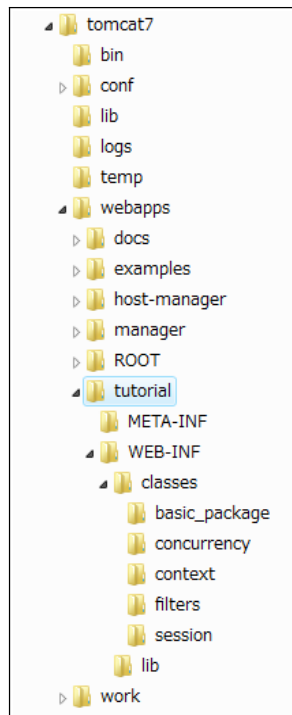 tomcat7
bin
conf
lib
logs
temp
webapps
docs
examples
host-manager
manager
ROOT
tutorial
META-INF
WEB-INF
classes
basic_package
concurrency
context
filters
session
lib
work